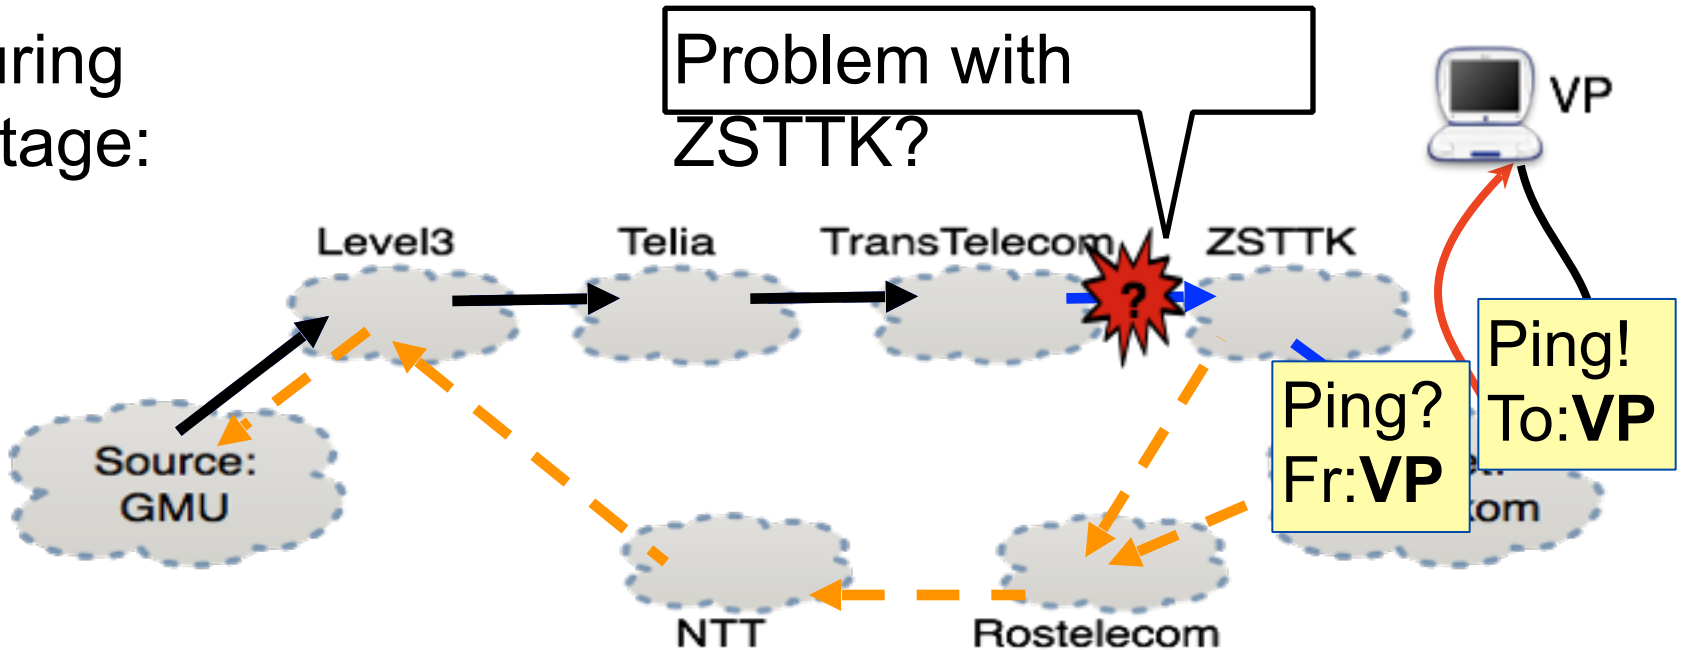 uring
tage:
Problem with
ZSTTK?
VP
Level3
Telia
TransTelecom
ZSTTK
?
Ping!
To:VP
Ping?
Fr:VP
Source:
GMU
kom
NTT
Rostelecom